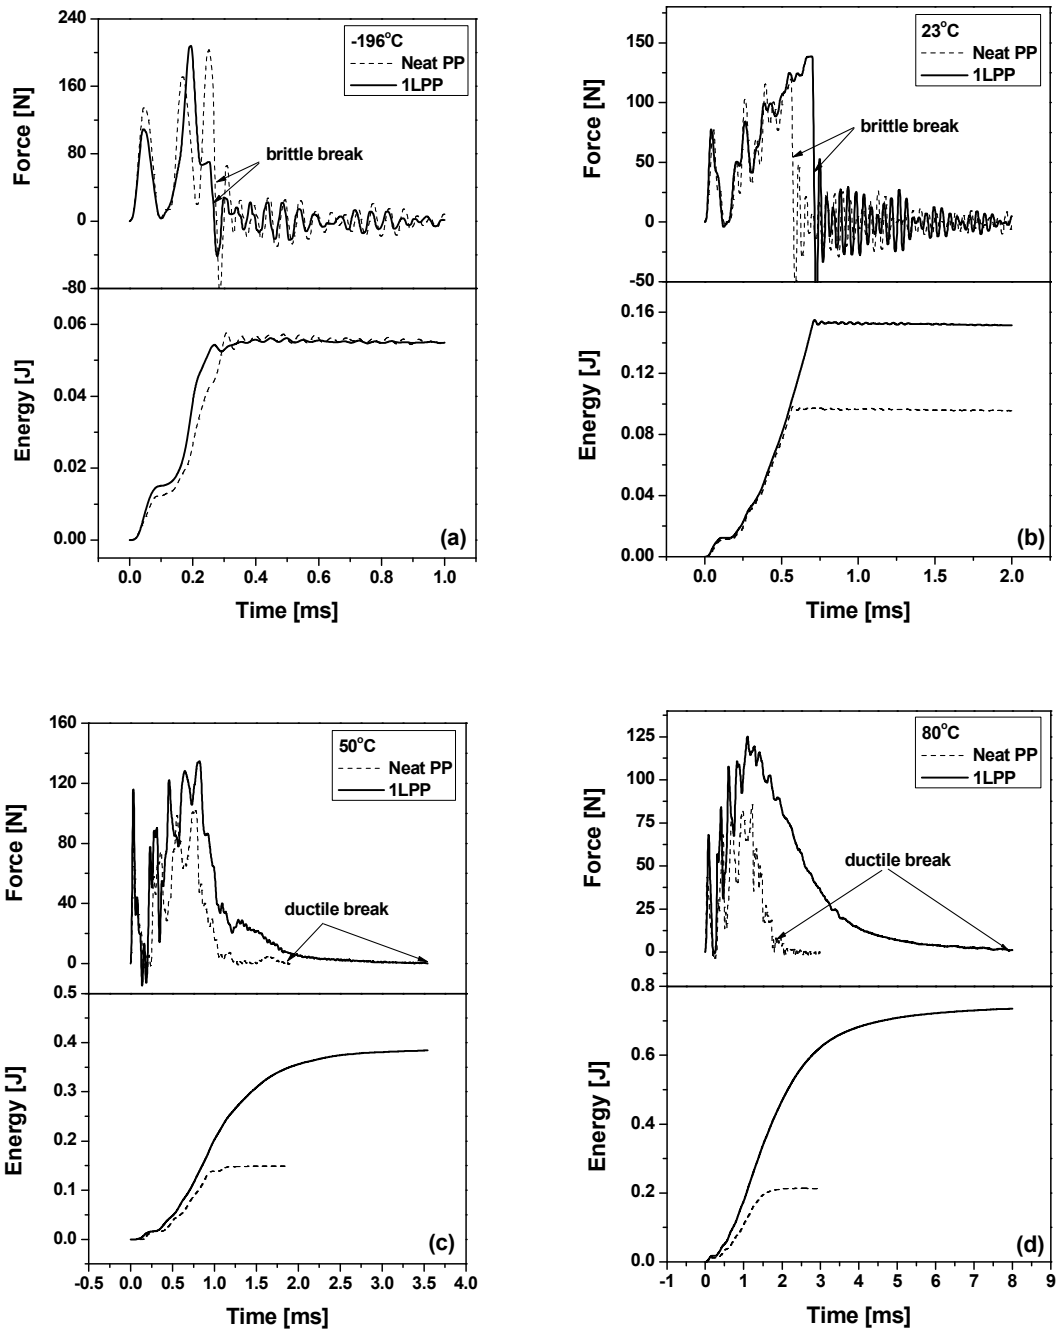 -196°C
Neat PP
1LPP
brittle break
Force [N]
240
160
80
0
-80
Energy [J]
0.06
0.04
0.02
0.00
(a)
0.0 0.2 0.4 0.6 0.8 1.0
Time [ms]
23°C
Neat PP
1LPP
brittle break
Force [N]
150
100
50
0
-50
Energy [J]
0.16
0.12
0.08
0.04
0.00
(b)
0.0 0.5 1.0 1.5 2.0
Time [ms]
50°C
Neat PP
1LPP
ductile break
Force [N]
160
120
80
40
0
Energy [J]
0.5
0.4
0.3
0.2
0.1
0.0
(c)
-0.5 0.0 0.5 1.0 1.5 2.0 2.5 3.0 3.5 4.0
Time [ms]
80°C
Neat PP
1LPP
ductile break
Force [N]
125
100
75
50
25
0
Energy [J]
0.8
0.6
0.4
0.2
0.0
(d)
-1 0 1 2 3 4 5 6 7 8 9
Time [ms]